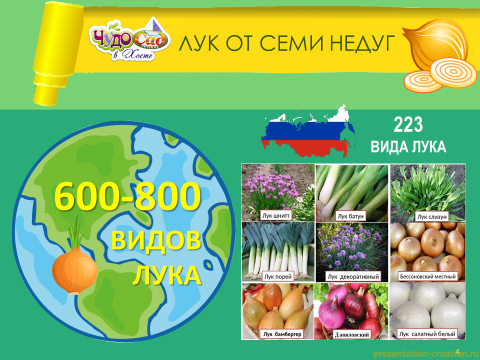 ЧУДО Сад
в Хосте
ЛУК ОТ СЕМИ НЕДУГ
600-800
ВИДОВ
ЛУКА
223
ВИДА ЛУКА
Лук шнитт
Лук батун
Лук слизун
Лук порей
Лук декоративный
Бессоновский местный
Лук бамбергер
Даниловский
Лук салатный белый
4
presentation-creation.ru